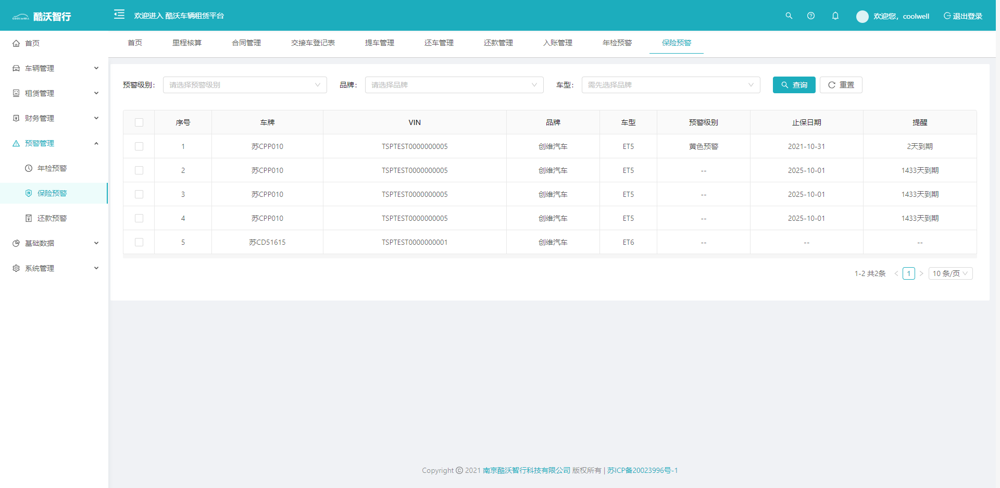 COOLWELL 酷沃智行
欢迎进入 酷沃车辆租赁平台
欢迎您，coolwell
退出登录
首页
车辆管理
租赁管理
财务管理
预警管理
年检预警
保险预警
还款预警
基础数据
系统管理
首页 里程核算 合同管理 交接车登记表 提车管理 还车管理 还款管理 入账管理 年检预警 保险预警
预警级别： 请选择预警级别 品牌： 请选择品牌 车型： 需先选择品牌 查询 重置
序号 车牌 VIN 品牌 车型 预警级别 止保日期 提醒
1 苏CPP010 TSPTEST0000000005 创维汽车 ET5 黄色预警 2021-10-31 2天到期
2 苏CPP010 TSPTEST0000000005 创维汽车 ET5 -- 2025-10-01 1433天到期
3 苏CPP010 TSPTEST0000000005 创维汽车 ET5 -- 2025-10-01 1433天到期
4 苏CPP010 TSPTEST0000000005 创维汽车 ET5 -- 2025-10-01 1433天到期
5 苏CD51615 TSPTEST0000000001 创维汽车 ET6 -- -- --
1-2 共2条 < 1 > 10 条/页
Copyright © 2021 南京酷沃智行科技有限公司 版权所有 | 苏ICP备20023996号-1